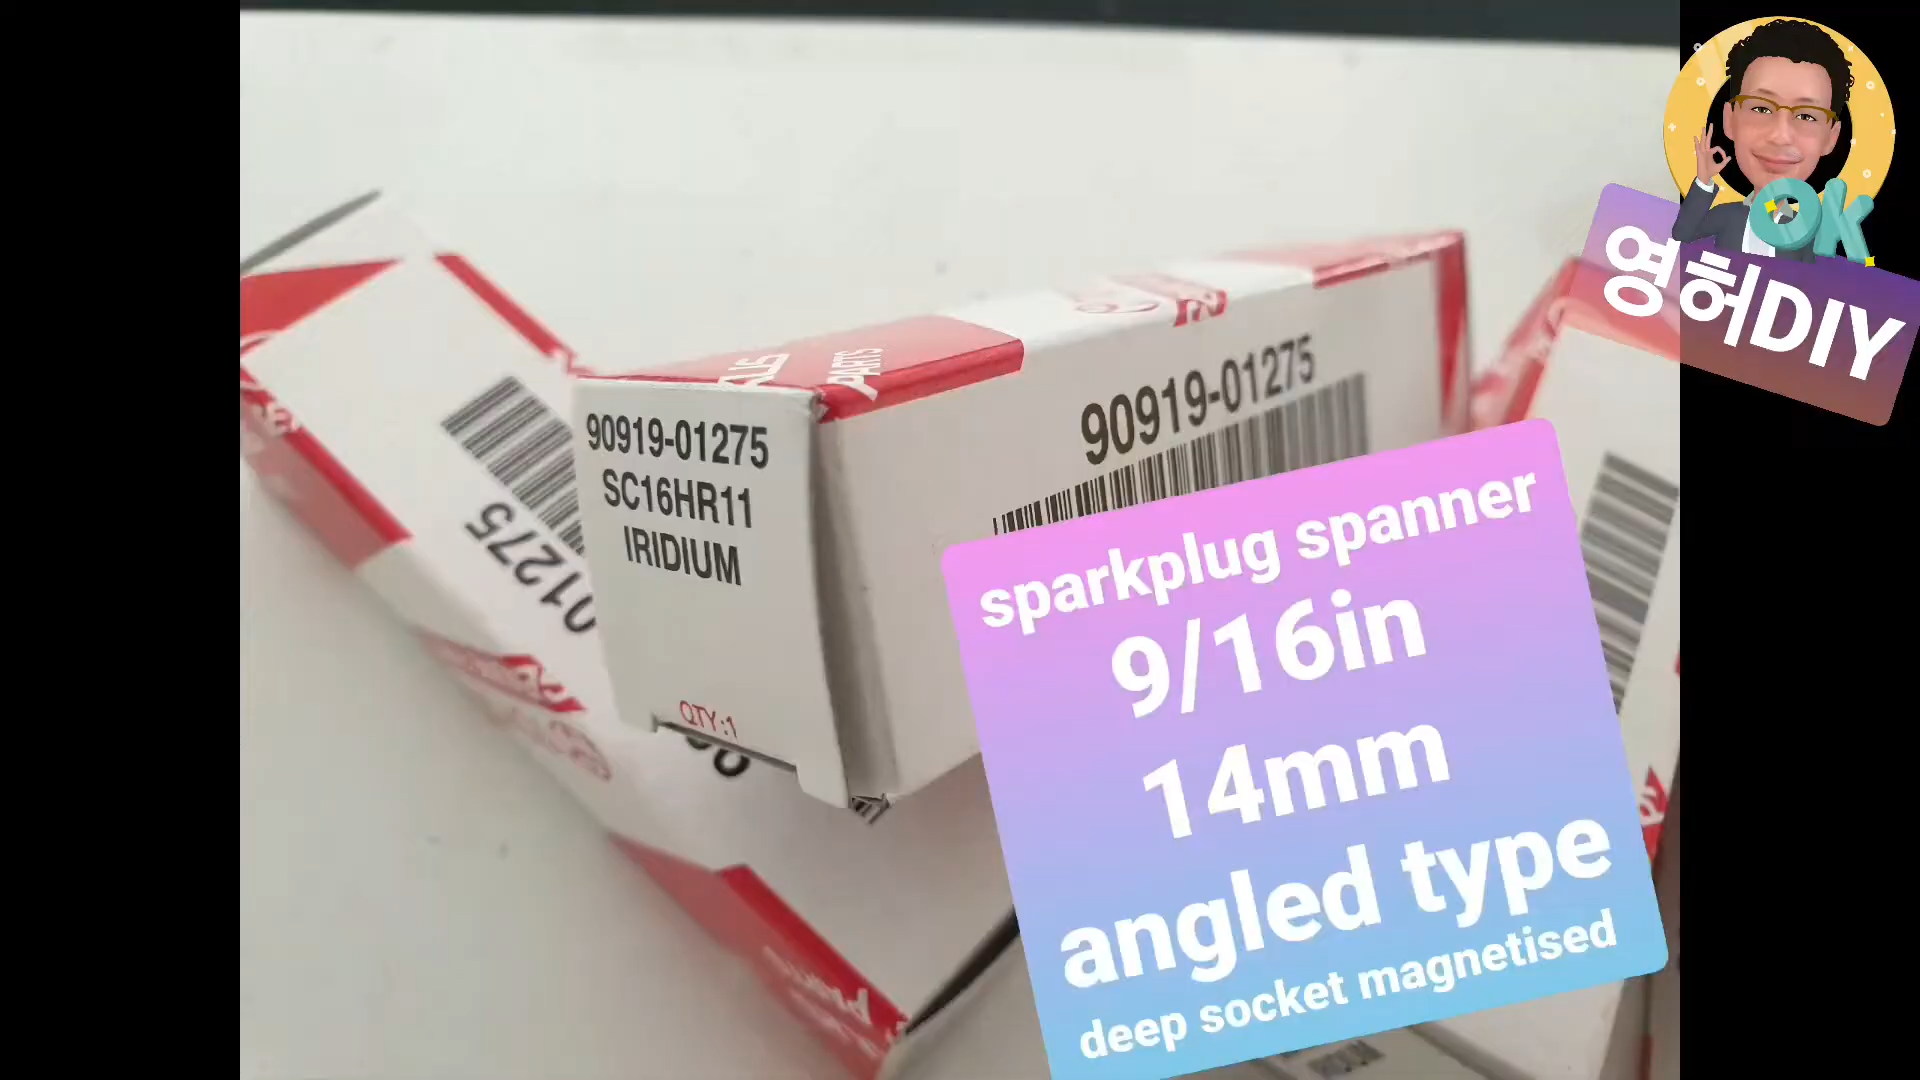 OK
영허DIY
90919-01275
SC16HR11
IRIDIUM
QTY:1
PARTS
90919-01275
01275
sparkplug spanner
9/16in
14mm
angled type
deep socket magnetised